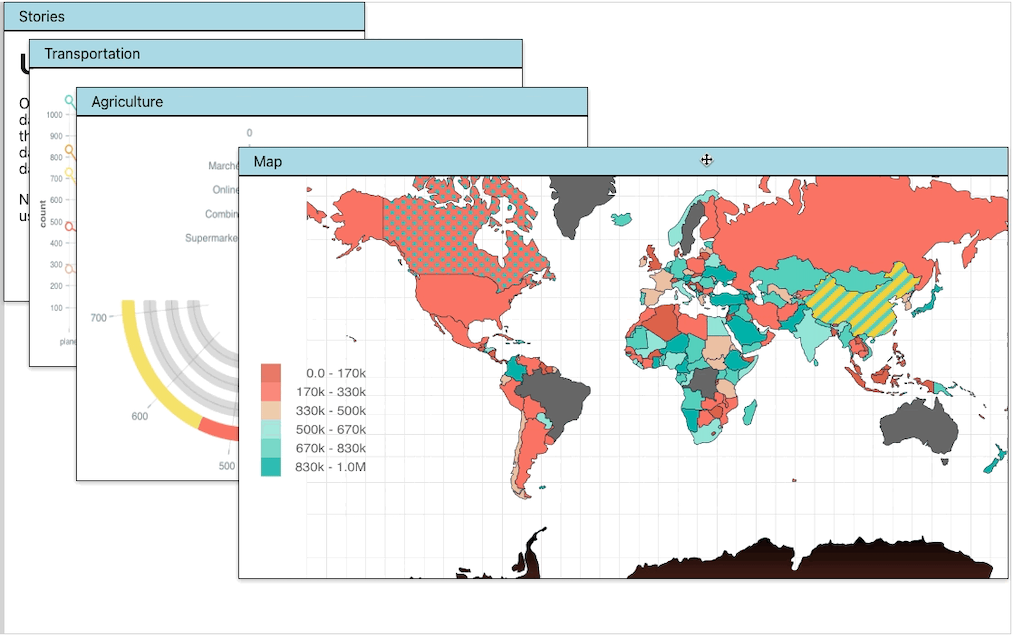 Stories
Transportation
Agriculture
Map
O
da
th
da
da
N
us
count
1000
900
800
700
600
500
400
300
200
100
plane
0
Marche
Online
Combin
Supermarke
700
600
500
0.0 - 170k
170k - 330k
330k - 500k
500k - 670k
670k - 830k
830k - 1.0M